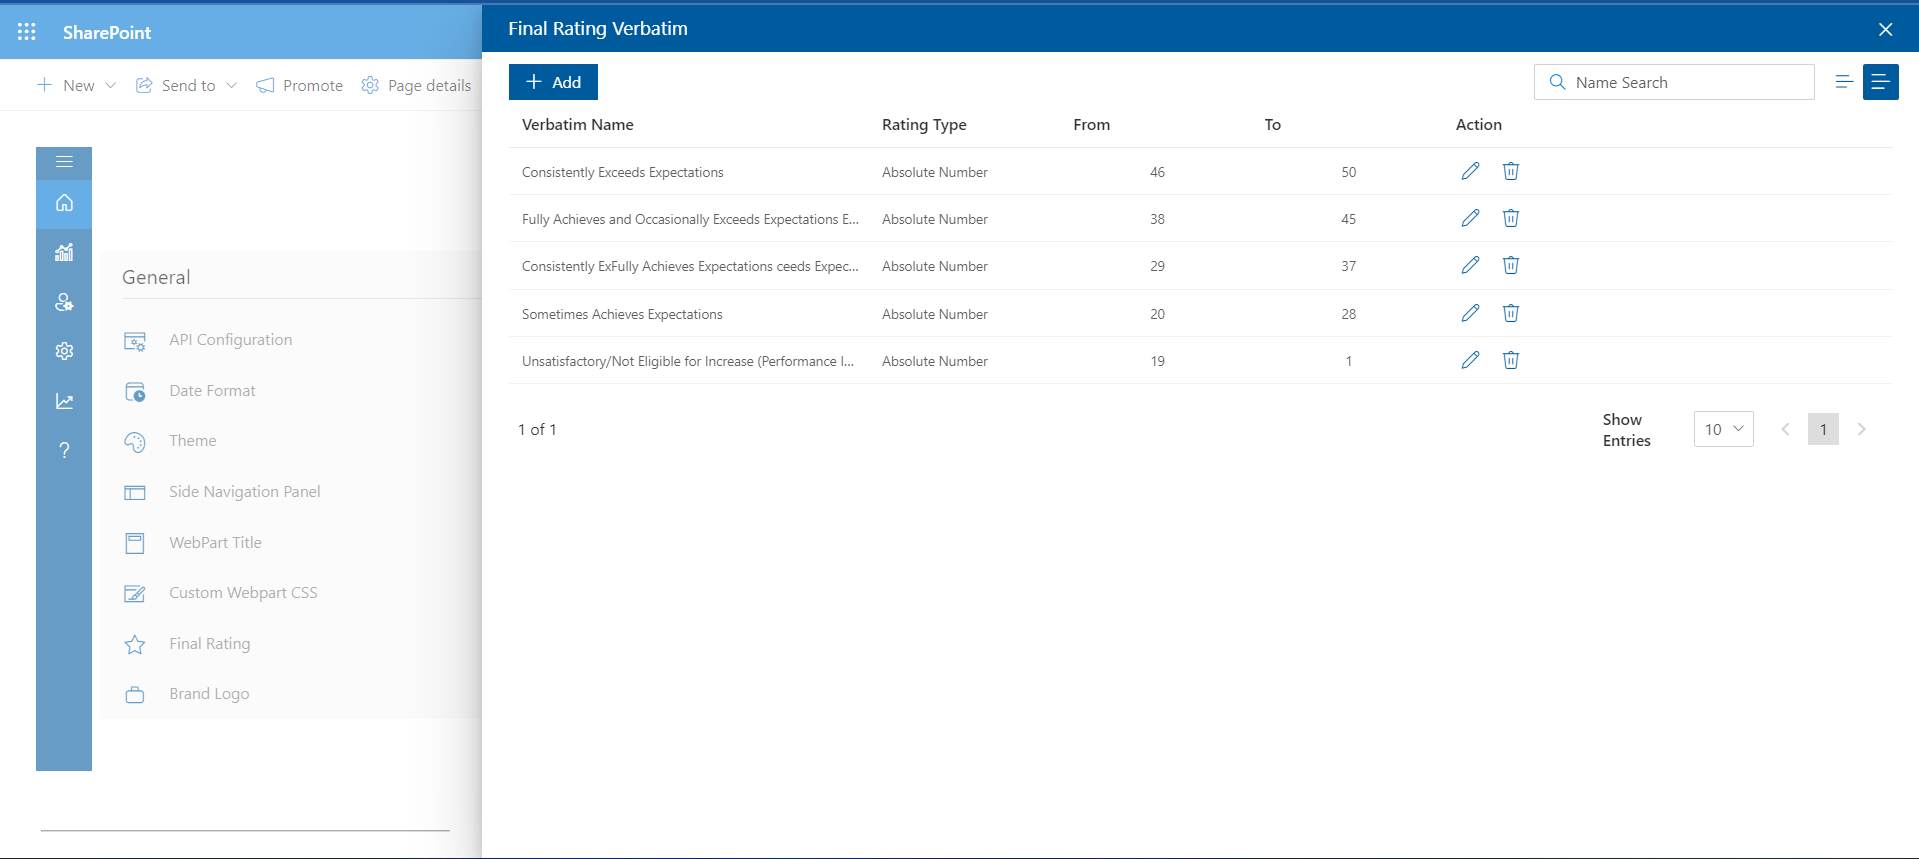 SharePoint
New
Send to
Promote
Page details
General
API Configuration
Date Format
Theme
Side Navigation Panel
WebPart Title
Custom Webpart CSS
Final Rating
Brand Logo
Final Rating Verbatim
Add
Name Search
Verbatim Name Rating Type From To Action
Consistently Exceeds Expectations Absolute Number 46 50
Fully Achieves and Occasionally Exceeds Expectations E... Absolute Number 38 45
Consistently ExFully Achieves Expectations ceeds Expec... Absolute Number 29 37
Sometimes Achieves Expectations Absolute Number 20 28
Unsatisfactory/Not Eligible for Increase (Performance I... Absolute Number 19 1
1 of 1
Show
Entries
10
1